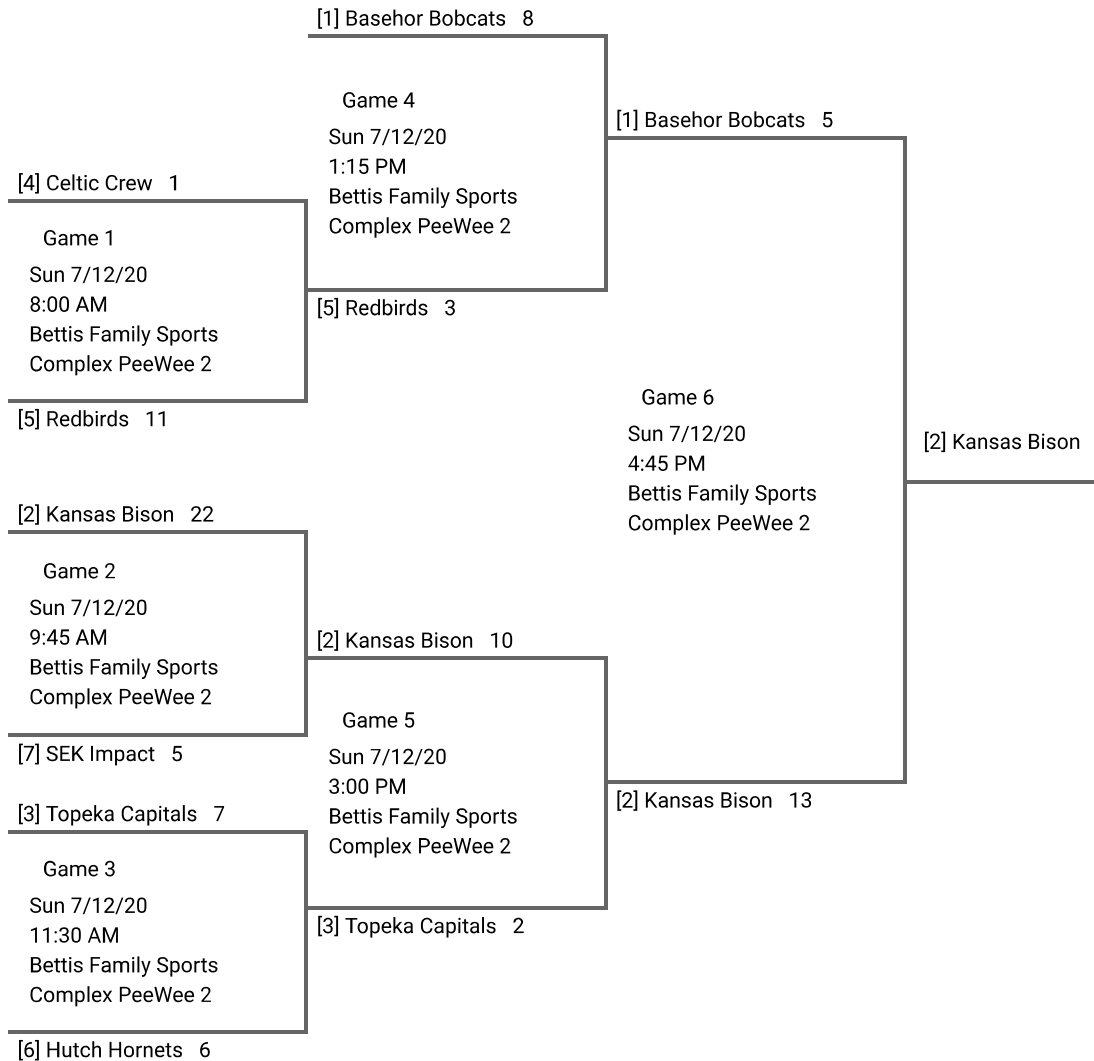 [1] Basehor Bobcats 8
Game 4
Sun 7/12/20
1:15 PM
Bettis Family Sports
Complex PeeWee 2
[1] Basehor Bobcats 5
[4] Celtic Crew 1
Game 1
Sun 7/12/20
8:00 AM
Bettis Family Sports
Complex PeeWee 2
[5] Redbirds 3
[5] Redbirds 11
Game 6
Sun 7/12/20
4:45 PM
Bettis Family Sports
Complex PeeWee 2
[2] Kansas Bison
[2] Kansas Bison 22
Game 2
Sun 7/12/20
9:45 AM
Bettis Family Sports
Complex PeeWee 2
[2] Kansas Bison 10
[7] SEK Impact 5
Game 5
Sun 7/12/20
3:00 PM
Bettis Family Sports
Complex PeeWee 2
[2] Kansas Bison 13
[3] Topeka Capitals 7
Game 3
Sun 7/12/20
11:30 AM
Bettis Family Sports
Complex PeeWee 2
[3] Topeka Capitals 2
[6] Hutch Hornets 6